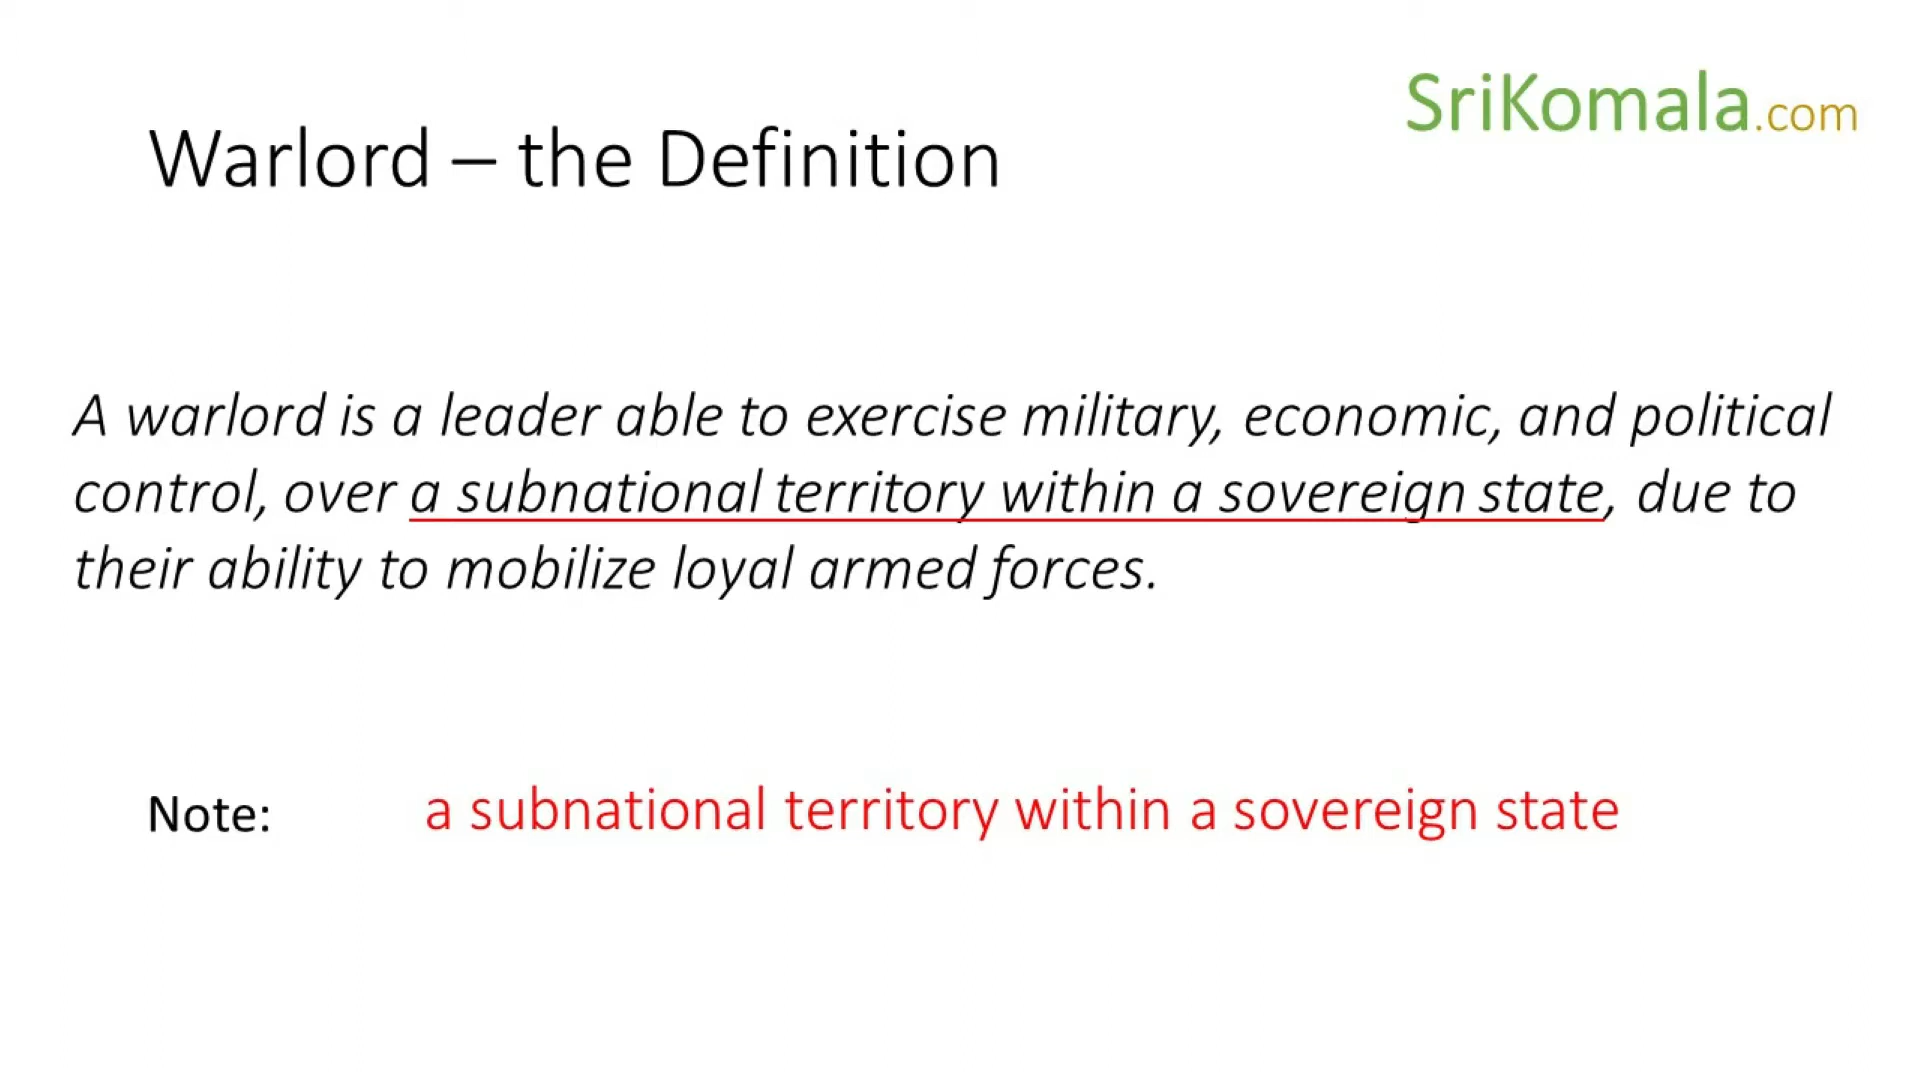 SriKomala.com
Warlord – the Definition
A warlord is a leader able to exercise military, economic, and political
control, over a subnational territory within a sovereign state, due to
their ability to mobilize loyal armed forces.
Note: a subnational territory within a sovereign state